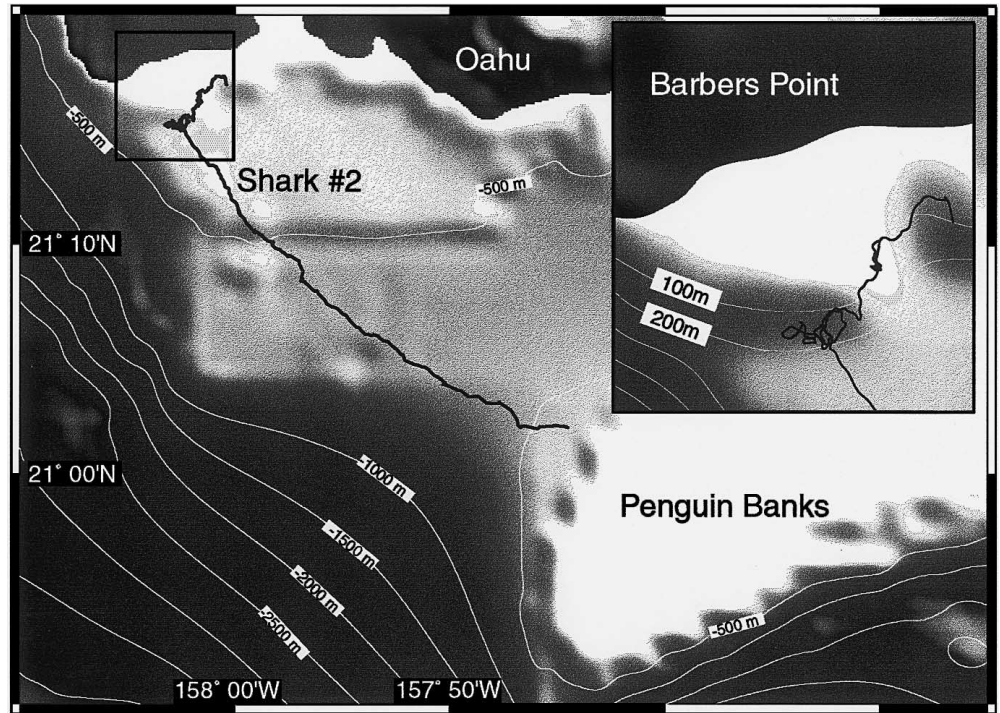 Oahu
Barbers Point
-500 m
Shark #2
-500 m
21° 10'N
100m
200m
-1000 m
21° 00'N
Penguin Banks
-1500 m
-2000 m
-2500 m
-500 m
158° 00'W
157° 50'W